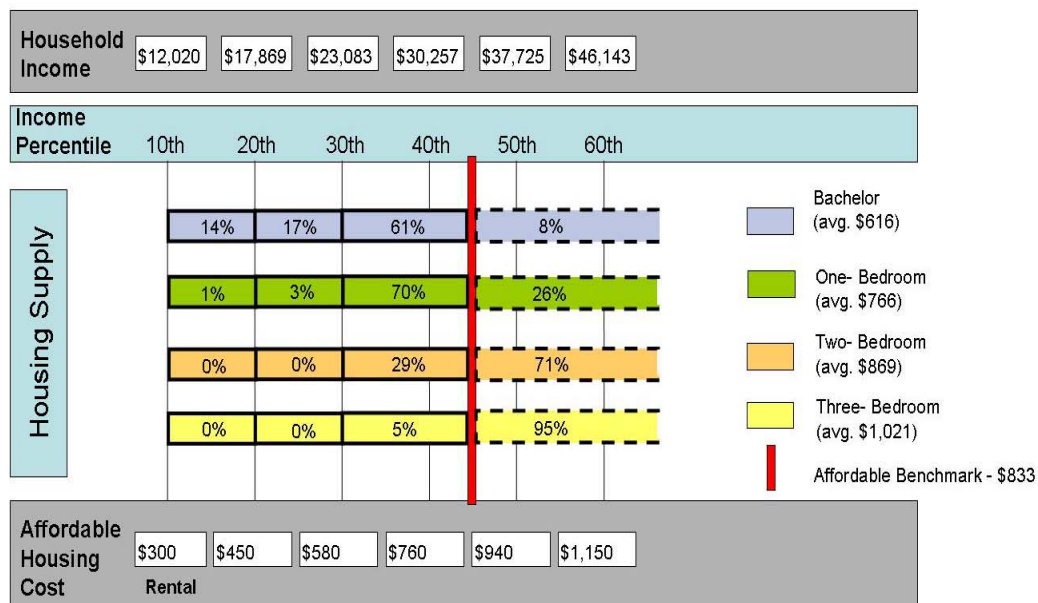 Household
Income
$12,020 $17,869 $23,083 $30,257 $37,725 $46,143
Income
Percentile
10th 20th 30th 40th 50th 60th
Housing Supply
14% 17% 61% 8%
1% 3% 70% 26%
0% 0% 29% 71%
0% 0% 5% 95%
Bachelor
(avg. $616)
One- Bedroom
(avg. $766)
Two- Bedroom
(avg. $869)
Three- Bedroom
(avg. $1,021)
Affordable Benchmark - $833
Affordable
Housing
Cost
$300 $450 $580 $760 $940 $1,150
Rental